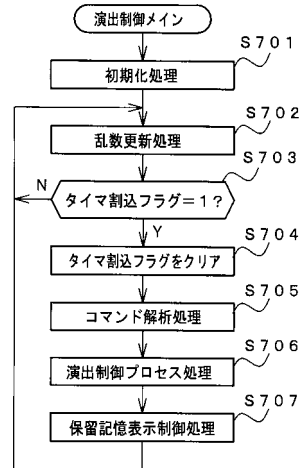 演出制御メイン
S701
初期化処理
S702
乱数更新処理
S703
N
タイマ割込フラグ=1?
Y
S704
タイマ割込フラグをクリア
S705
コマンド解析処理
S706
演出制御プロセス処理
S707
保留記憶表示制御処理